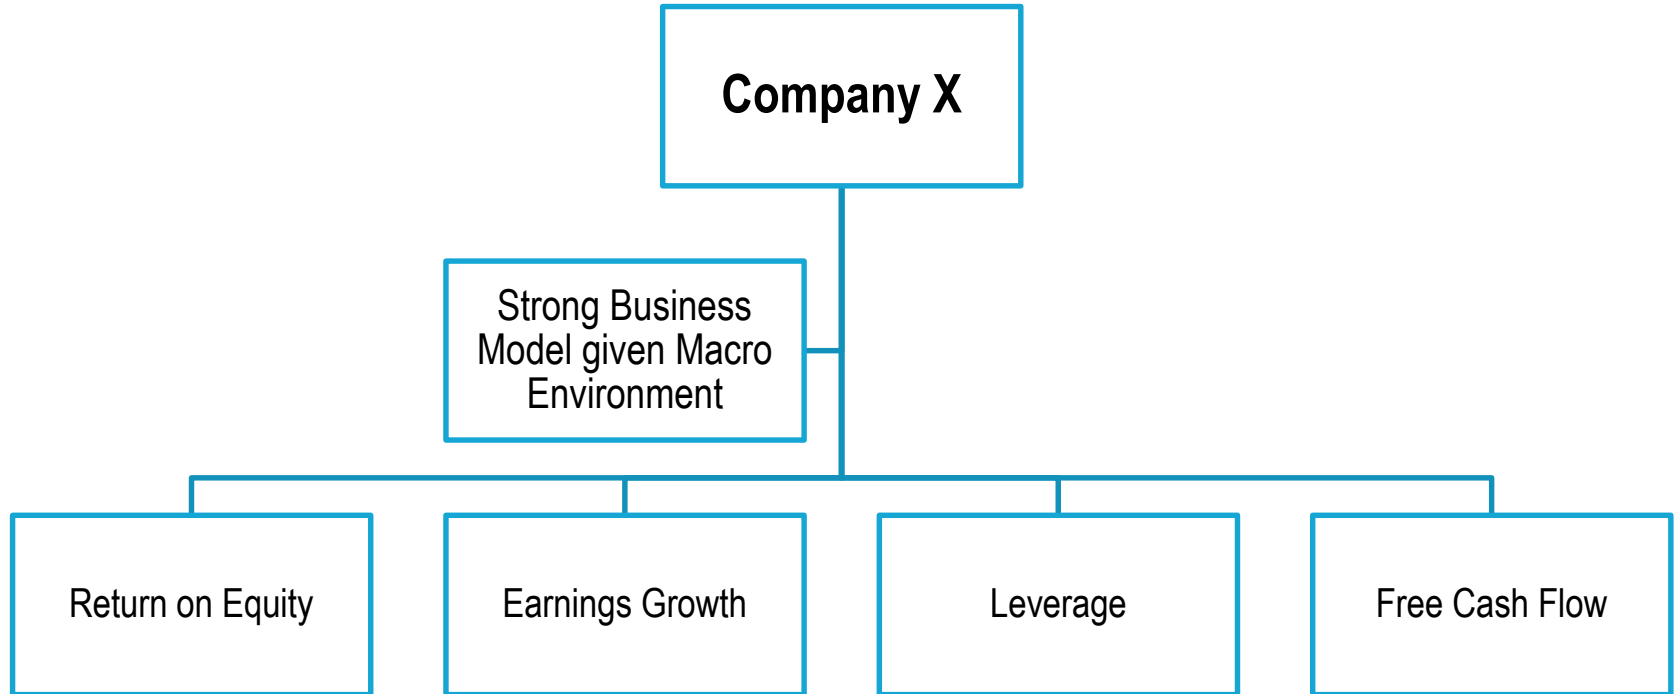 Company X
Strong Business
Model given Macro
Environment
Return on Equity
Earnings Growth
Leverage
Free Cash Flow